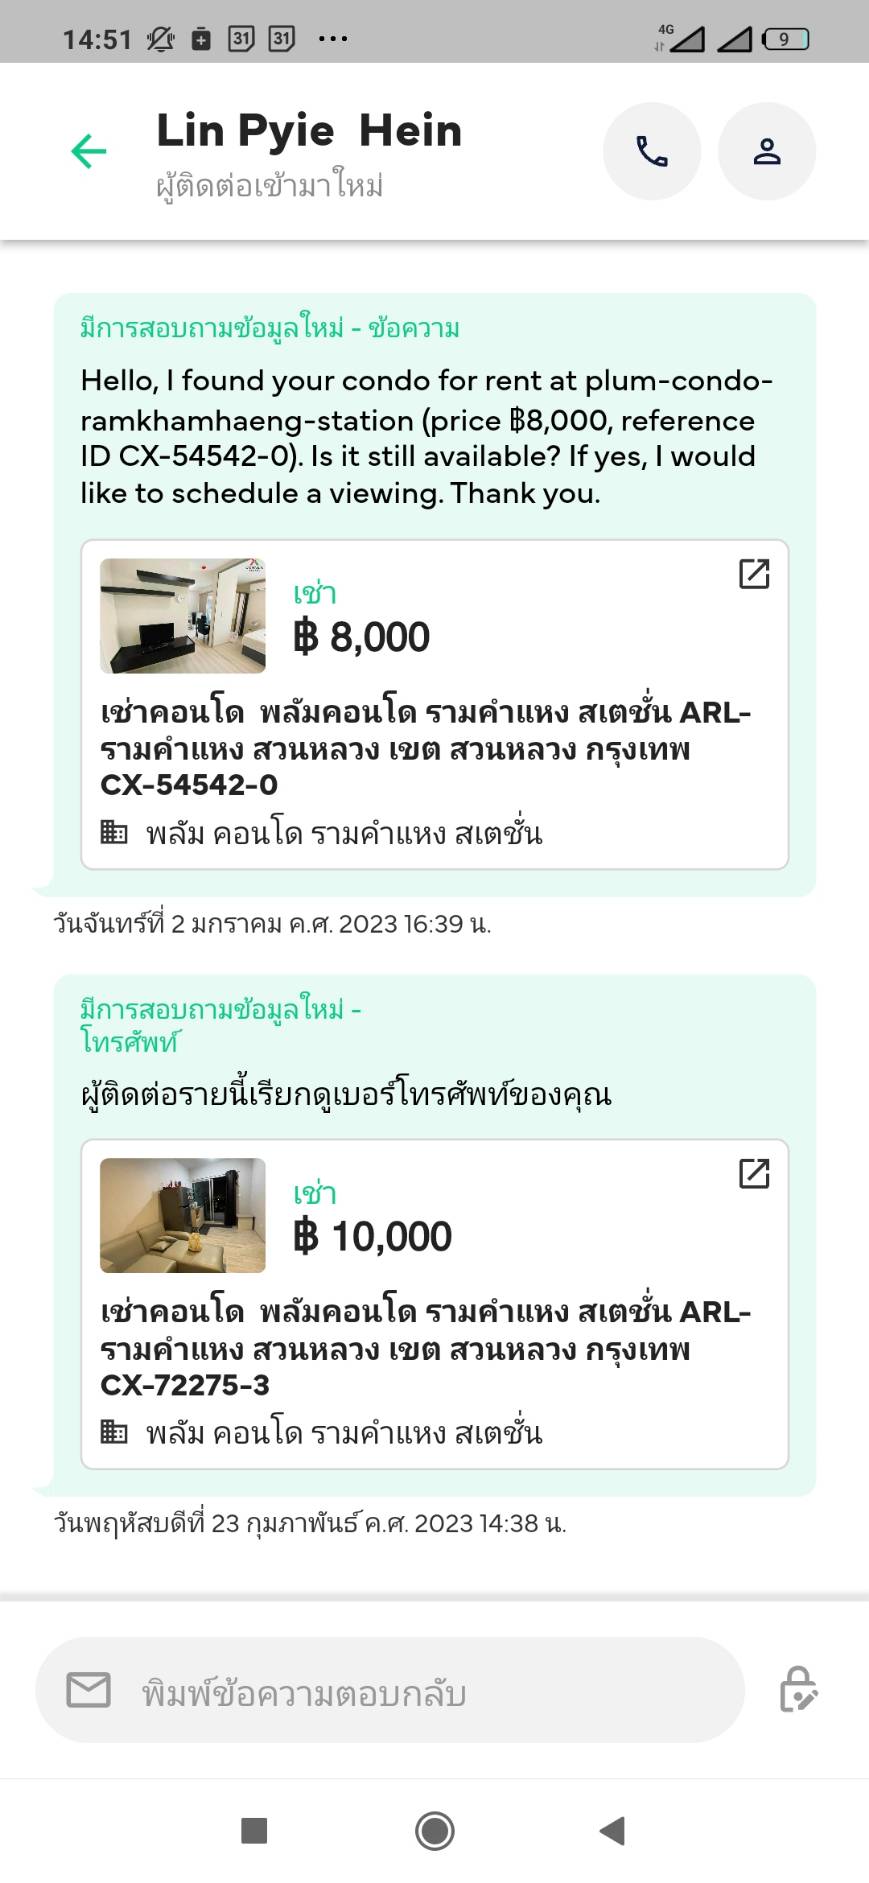 14:51
31
31
4G
9
Lin Pyie Hein
ผู้ติดต่อเข้ามาใหม่
มีการสอบถามข้อมูลใหม่ - ข้อความ
Hello, I found your condo for rent at plum-condo-
ramkhamhaeng-station (price ฿8,000, reference
ID CX-54542-0). Is it still available? If yes, I would
like to schedule a viewing. Thank you.
เช่า
฿ 8,000
เช่าคอนโด พลัมคอนโด รามคำแหง สเตชั่น ARL-
รามคำแหง สวนหลวง เขต สวนหลวง กรุงเทพ
CX-54542-0
พลัม คอนโด รามคำแหง สเตชั่น
วันจันทร์ที่ 2 มกราคม ค.ศ. 2023 16:39 น.
มีการสอบถามข้อมูลใหม่ -
โทรศัพท์
ผู้ติดต่อรายนี้เรียกดูเบอร์โทรศัพท์ของคุณ
เช่า
฿ 10,000
เช่าคอนโด พลัมคอนโด รามคำแหง สเตชั่น ARL-
รามคำแหง สวนหลวง เขต สวนหลวง กรุงเทพ
CX-72275-3
พลัม คอนโด รามคำแหง สเตชั่น
วันพฤหัสบดีที่ 23 กุมภาพันธ์ ค.ศ. 2023 14:38 น.
พิมพ์ข้อความตอบกลับ